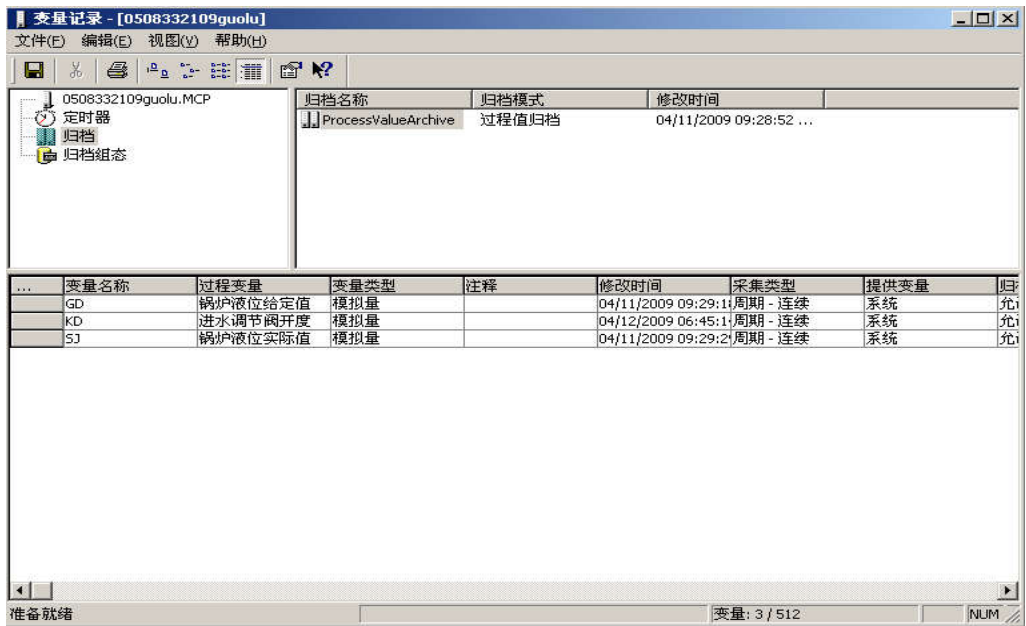 变量记录 - [0508332109guolu]
文件(F) 编辑(E) 视图(V) 帮助(H)
0508332109guolu.MCP
定时器
归档
归档组态
归档名称 归档模式 修改时间
ProcessValueArchive 过程值归档 04/11/2009 09:28:52 ...
... 变量名称 过程变量 变量类型 注释 修改时间 采集类型 提供变量
GD 锅炉液位给定值 模拟量 04/11/2009 09:29:1 周期 - 连续 系统
KD 进水调节阀开度 模拟量 04/12/2009 06:45:1 周期 - 连续 系统
SJ 锅炉液位实际值 模拟量 04/11/2009 09:29:2 周期 - 连续 系统
准备就绪 变量: 3 / 512 NUM